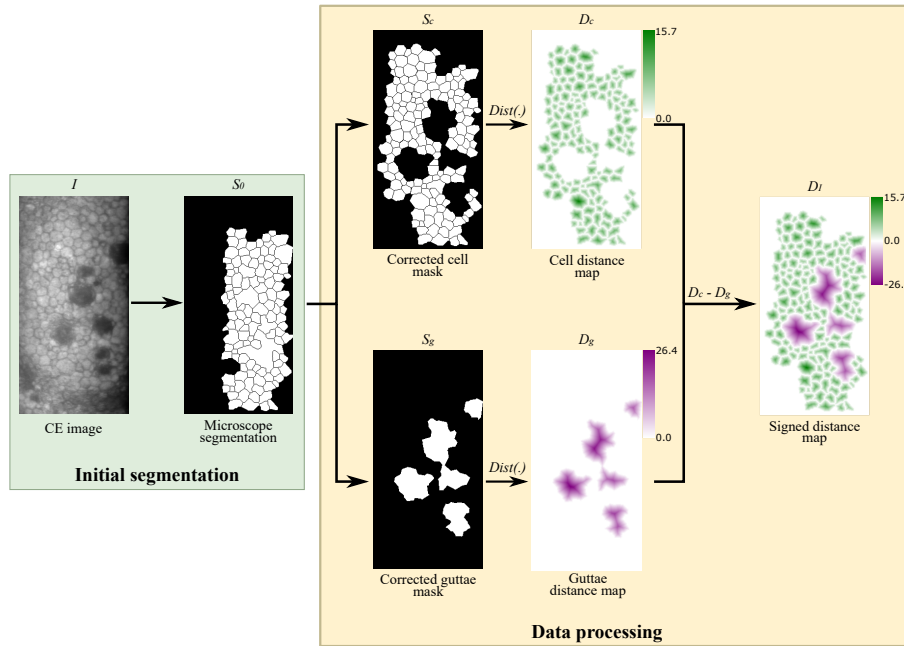 I
CE image
S0
Microscope
segmentation
Initial segmentation
Sc
Corrected cell
mask
Dist(.)
Dc
15.7
0.0
Cell distance
map
Sg
Corrected guttae
mask
Dist(.)
Dg
26.4
0.0
Guttae
distance map
Dc - Dg
DI
15.7
0.0
-26.
Signed distance
map
Data processing